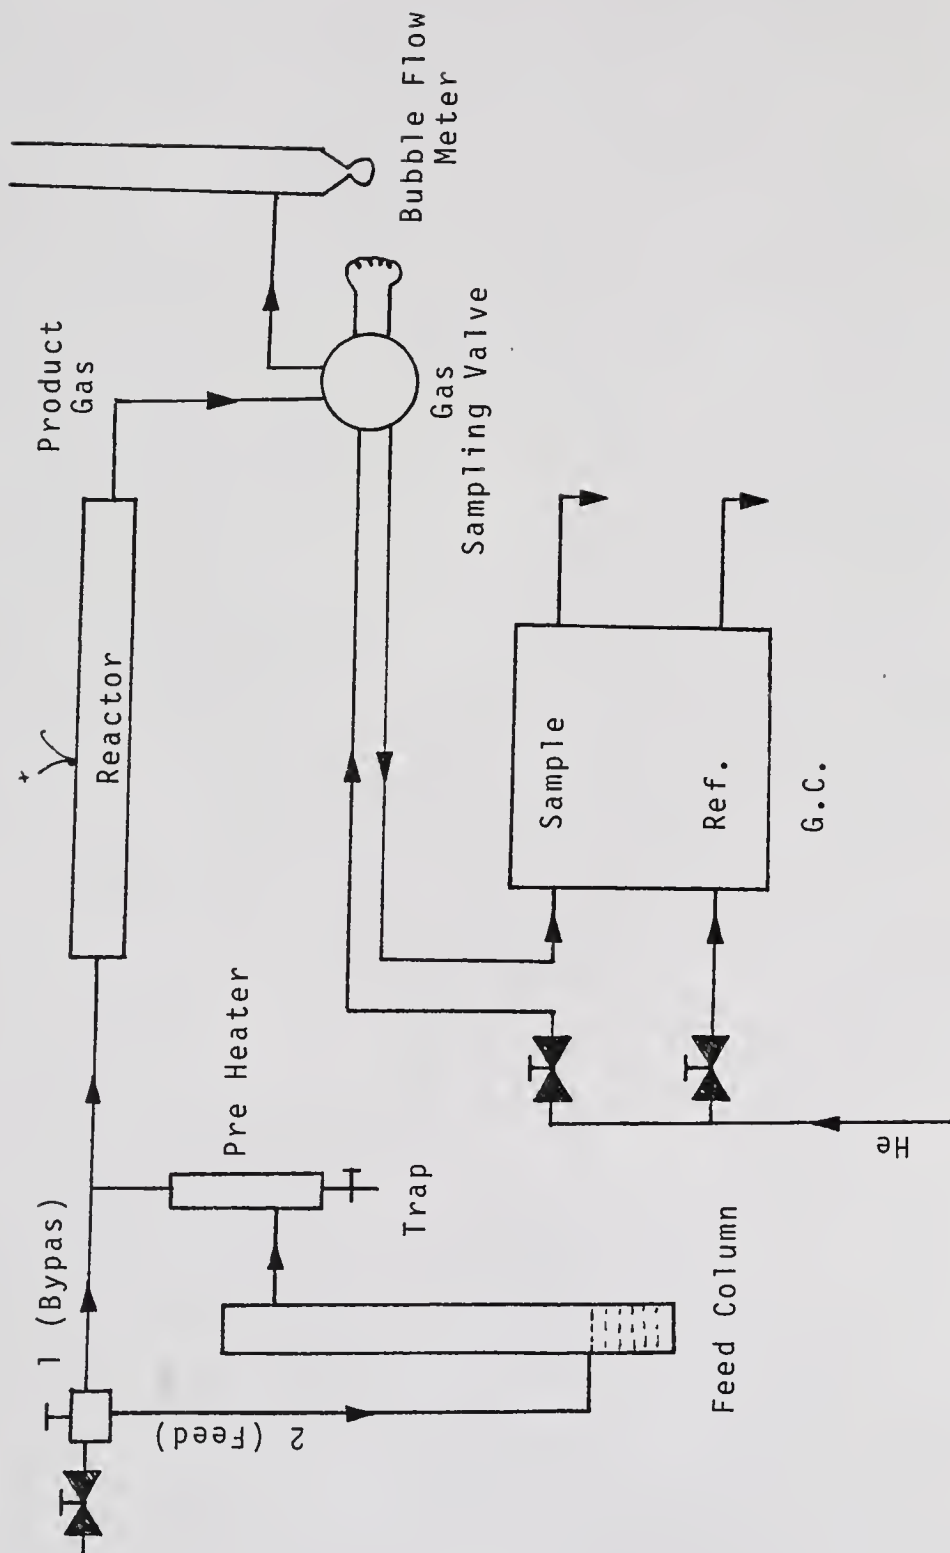 1 (Bypas)
2 (Feed)
Reactor
Product
Gas
Pre Heater
Trap
Bubble Flow
Meter
Gas
Sampling Valve
Feed Column
Sample
Ref.
G.C.
He